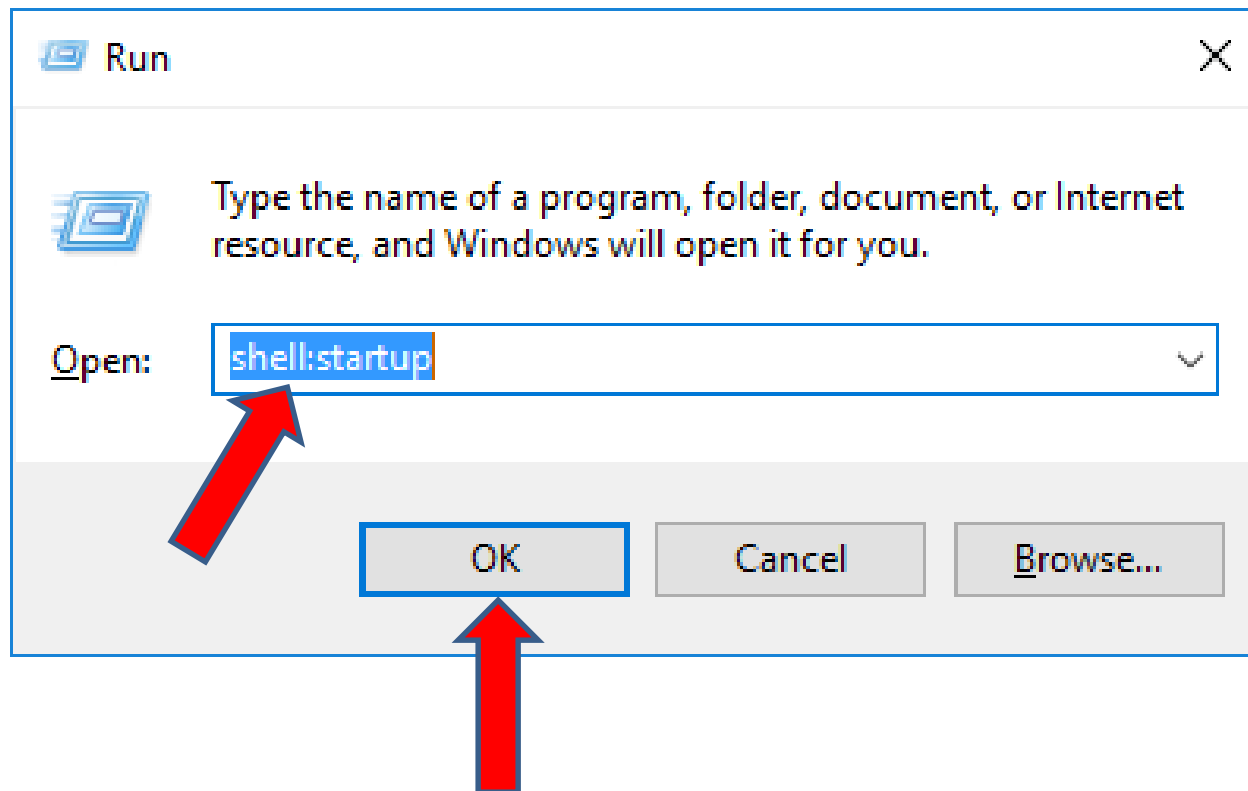 Run
Type the name of a program, folder, document, or Internet
resource, and Windows will open it for you.
Open: shell:startup
OK Cancel Browse...